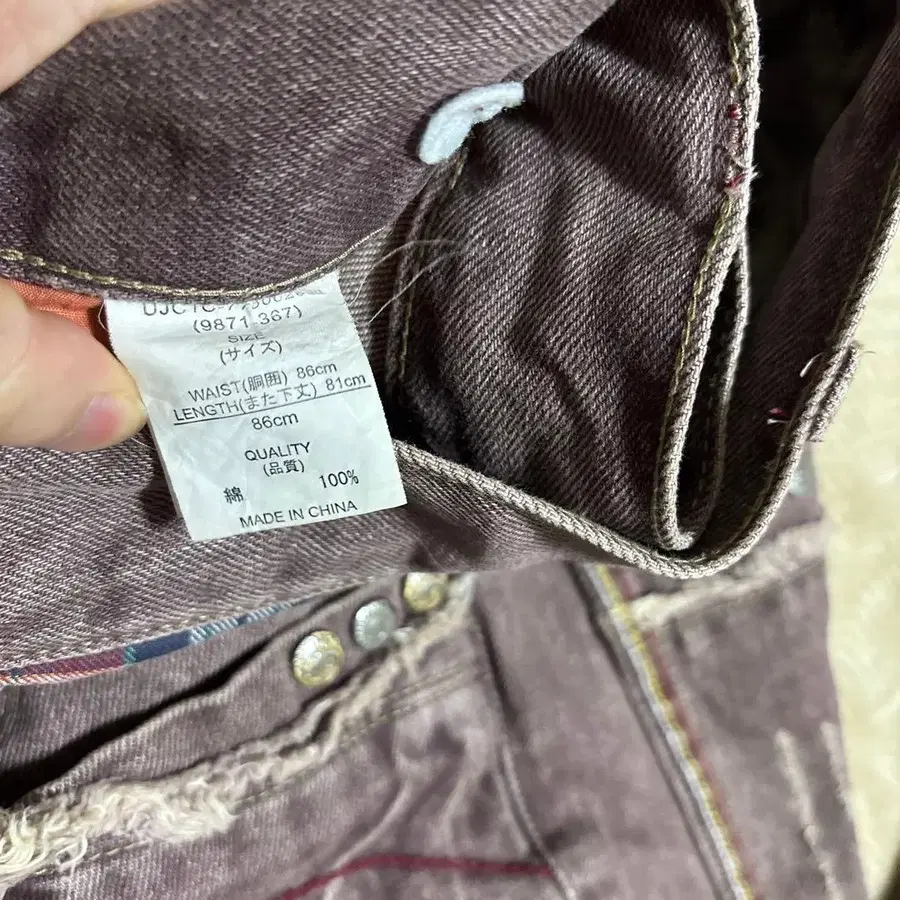 (9871-367)
SIZE
(サイズ)
WAIST(胴囲) 86cm
LENGTH(また下丈) 81cm
86cm
QUALITY
(品質)
綿 100%
MADE IN CHINA